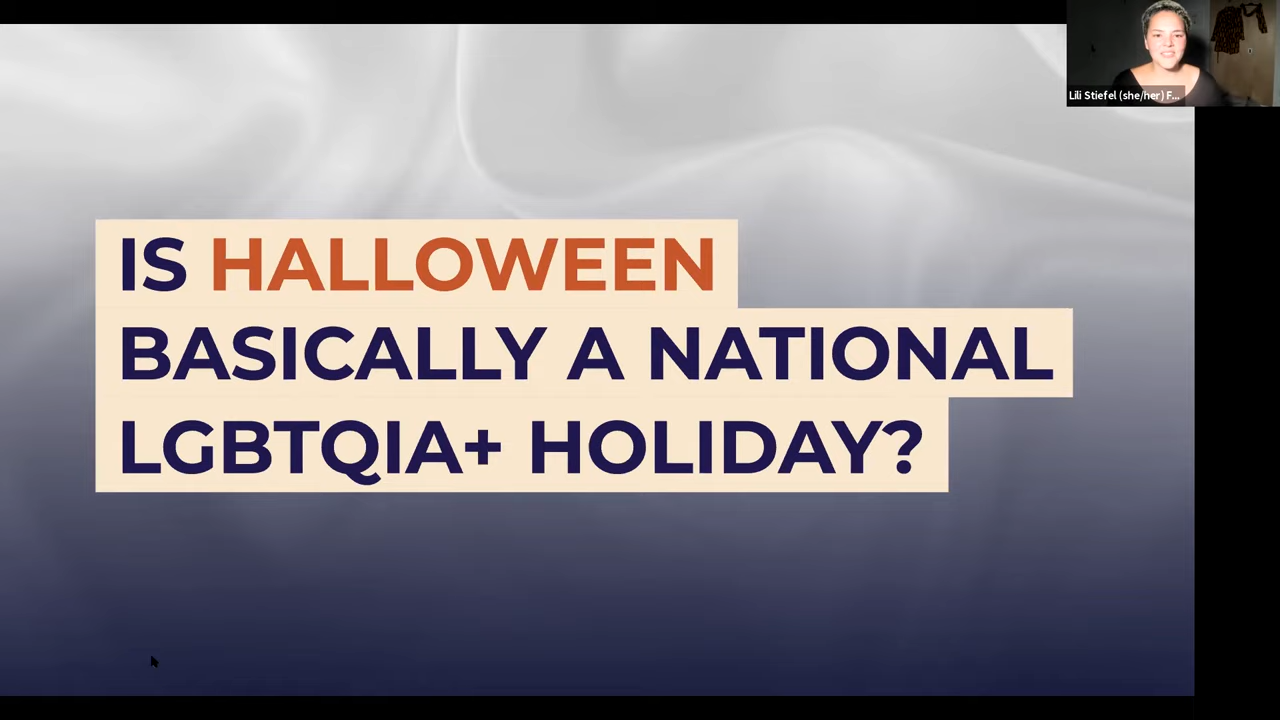 Lili Stiefel (she/her) F...
IS HALLOWEEN
BASICALLY A NATIONAL
LGBTQIA+ HOLIDAY?